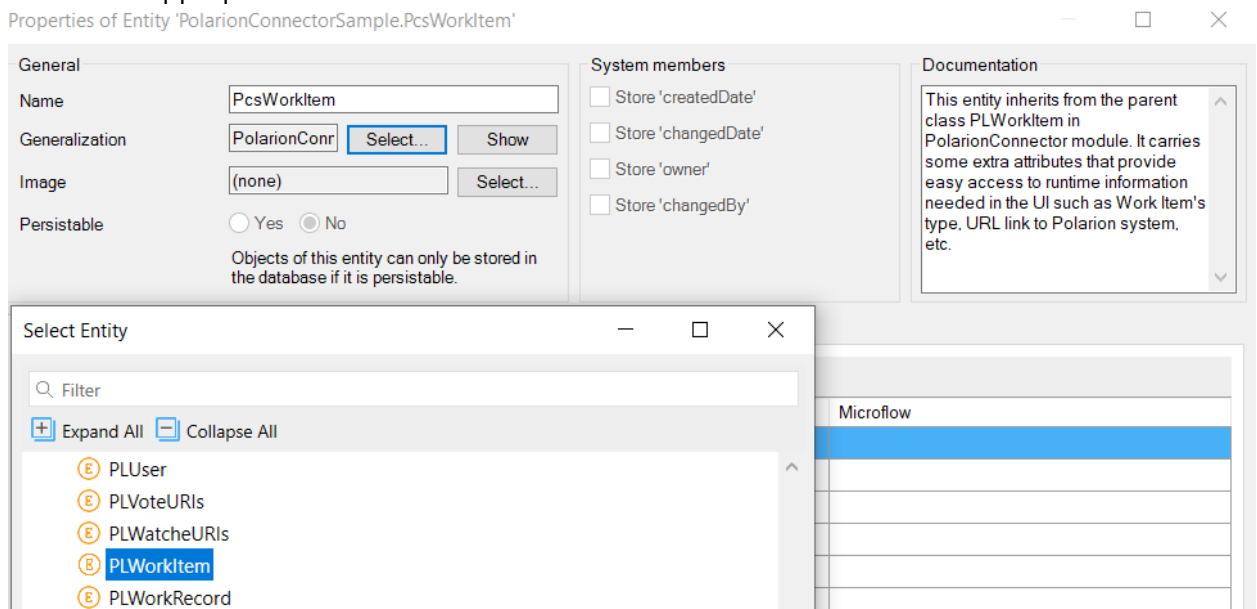 Properties of Entity 'PolarionConnectorSample.PcsWorkItem'
General
Name
PcsWorkItem
Generalization
PolarionConr
Select...
Show
Image
(none)
Select...
Persistable
Yes
No
Objects of this entity can only be stored in
the database if it is persistable.
System members
Store 'createdDate'
Store 'changedDate'
Store 'owner'
Store 'changedBy'
Documentation
This entity inherits from the parent
class PLWorkItem in
PolarionConnector module. It carries
some extra attributes that provide
easy access to runtime information
needed in the UI such as Work Item's
type, URL link to Polarion system,
etc.
Select Entity
Filter
Expand All
Collapse All
E PLUser
E PLVoteURIs
E PLWatcheURIs
E PLWorkItem
E PLWorkRecord
Microflow